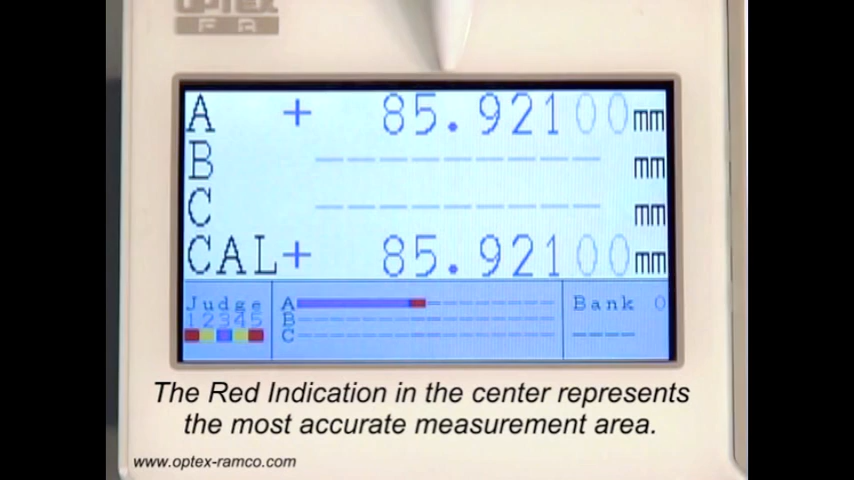 OPTEX
F A
A + 85.92100mm
B ---------- mm
C ---------- mm
CAL+ 85.92100mm
Judge
12345
A
B
C
Bank 0
----
The Red Indication in the center represents
the most accurate measurement area.
www.optex-ramco.com